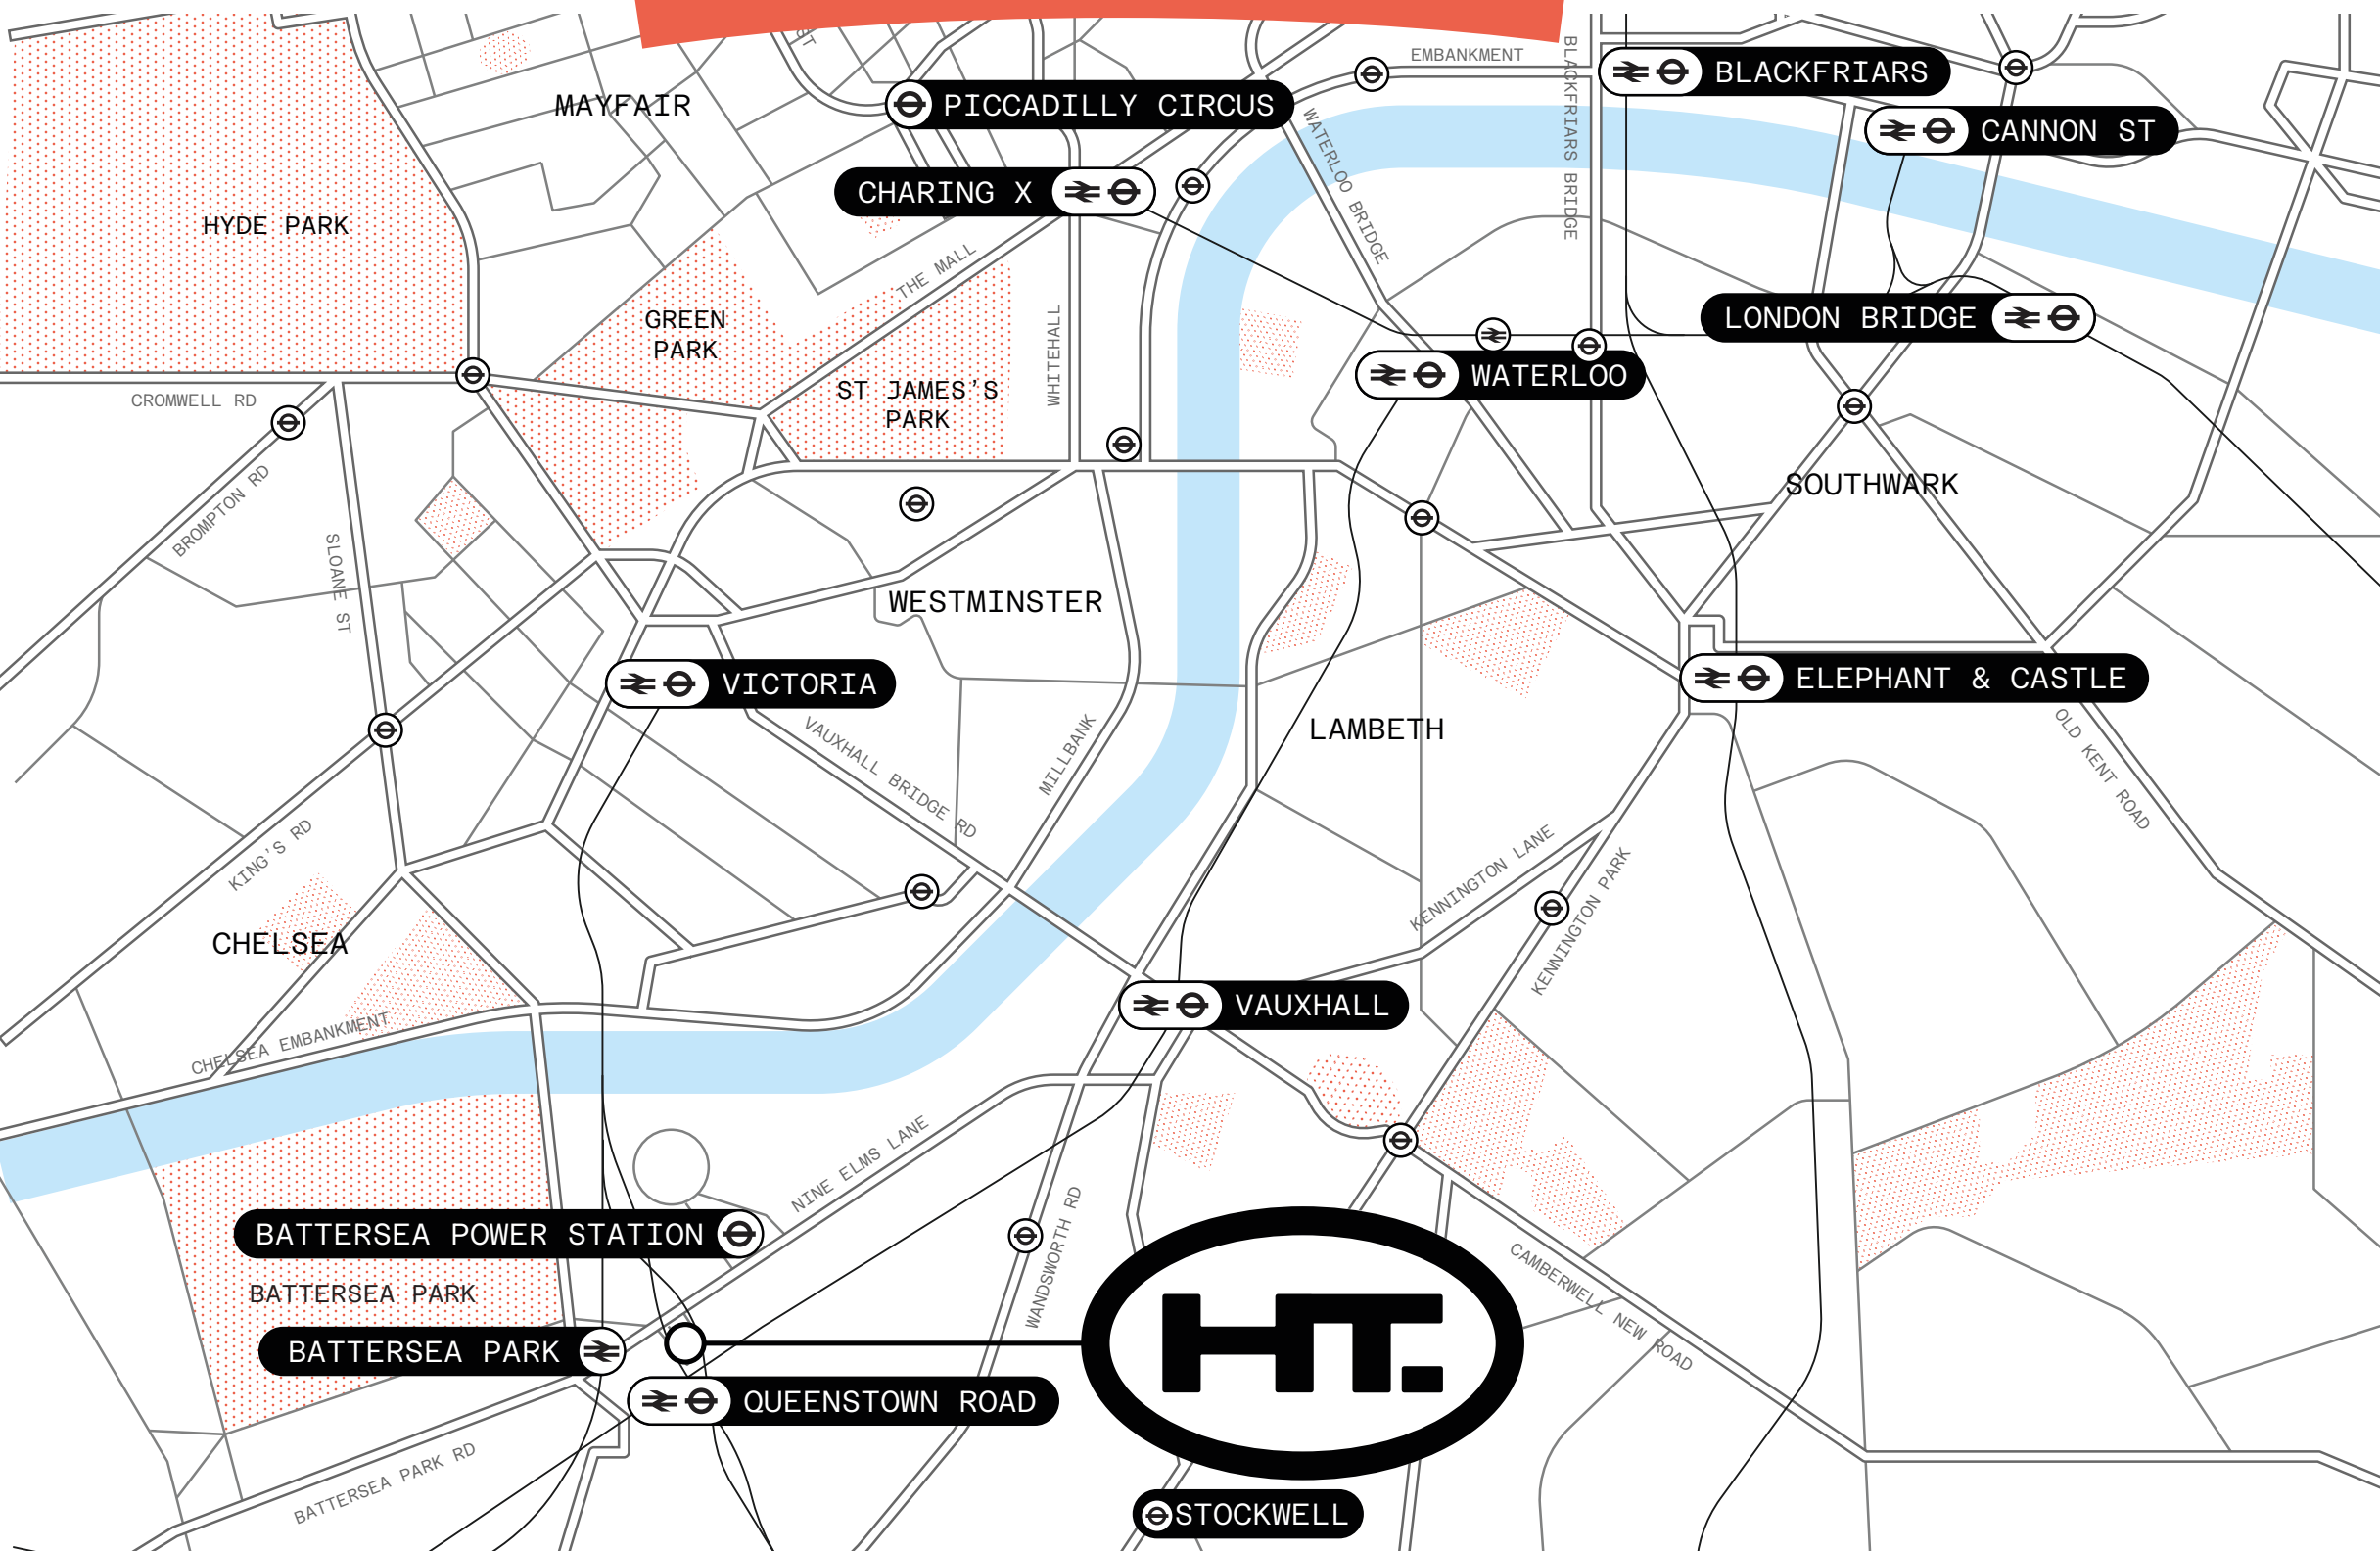 ST
EMBANKMENT
BLACKFRIARS
MAYFAIR
PICCADILLY CIRCUS
CANNON ST
BLACKFRIARS BRIDGE
WATERLOO BRIDGE
CHARING X
HYDE PARK
THE MALL
GREEN
PARK
LONDON BRIDGE
WHITEHALL
WATERLOO
ST JAMES'S
PARK
CROMWELL RD
BROMPTON RD
SOUTHWARK
SLOANE ST
WESTMINSTER
VICTORIA
ELEPHANT & CASTLE
LAMBETH
VAUXHALL BRIDGE RD
MILLBANK
OLD KENT ROAD
KING'S RD
KENNINGTON LANE
KENNINGTON PARK
CHELSEA
VAUXHALL
CHELSEA EMBANKMENT
NINE ELMS LANE
BATTERSEA POWER STATION
WANDSWORTH RD
BATTERSEA PARK
CAMBERWELL NEW ROAD
HT.
BATTERSEA PARK
QUEENSTOWN ROAD
BATTERSEA PARK RD
STOCKWELL